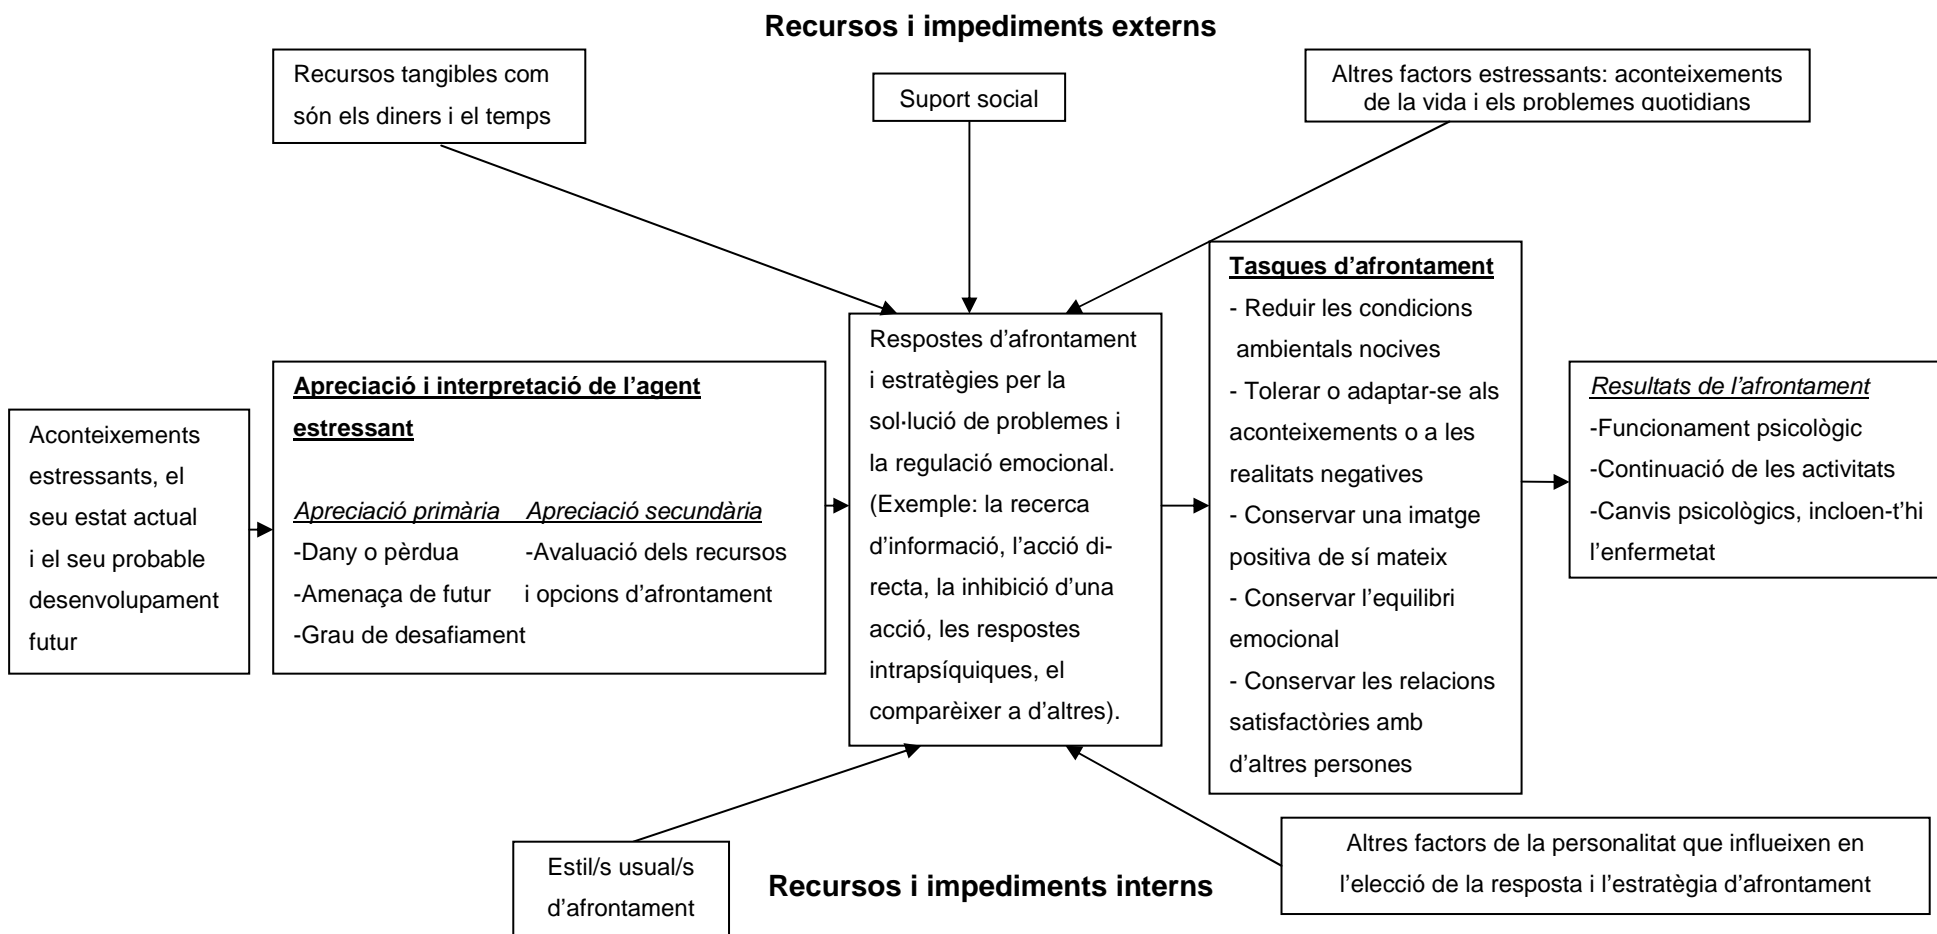 Recursos i impediments externs
Recursos tangibles com
són els diners i el temps
Suport social
Altres factors estressants: aconteixements
de la vida i els problemes quotidians
Aconteixements
estressants, el
seu estat actual
i el seu probable
desenvolupament
futur
Apreciació i interpretació de l’agent
estressant
Apreciació primària Apreciació secundària
-Dany o pèrdua -Avaluació dels recursos
-Amenaça de futur i opcions d’afrontament
-Grau de desafiament
Respostes d’afrontament
i estratègies per la
sol·lució de problemes i
la regulació emocional.
(Exemple: la recerca
d’informació, l’acció di-
recta, la inhibició d’una
acció, les respostes
intrapsíquiques, el
comparèixer a d’altres).
Tasques d’afrontament
- Reduir les condicions
ambientals nocives
- Tolerar o adaptar-se als
aconteixements o a les
realitats negatives
- Conservar una imatge
positiva de sí mateix
- Conservar l’equilibri
emocional
- Conservar les relacions
satisfactòries amb
d’altres persones
Resultats de l’afrontament
-Funcionament psicològic
-Continuació de les activitats
-Canvis psicològics, incloen-t’hi
l’enfermetat
Estil/s usual/s
d’afrontament
Recursos i impediments interns
Altres factors de la personalitat que influeixen en
l’elecció de la resposta i l’estratègia d’afrontament